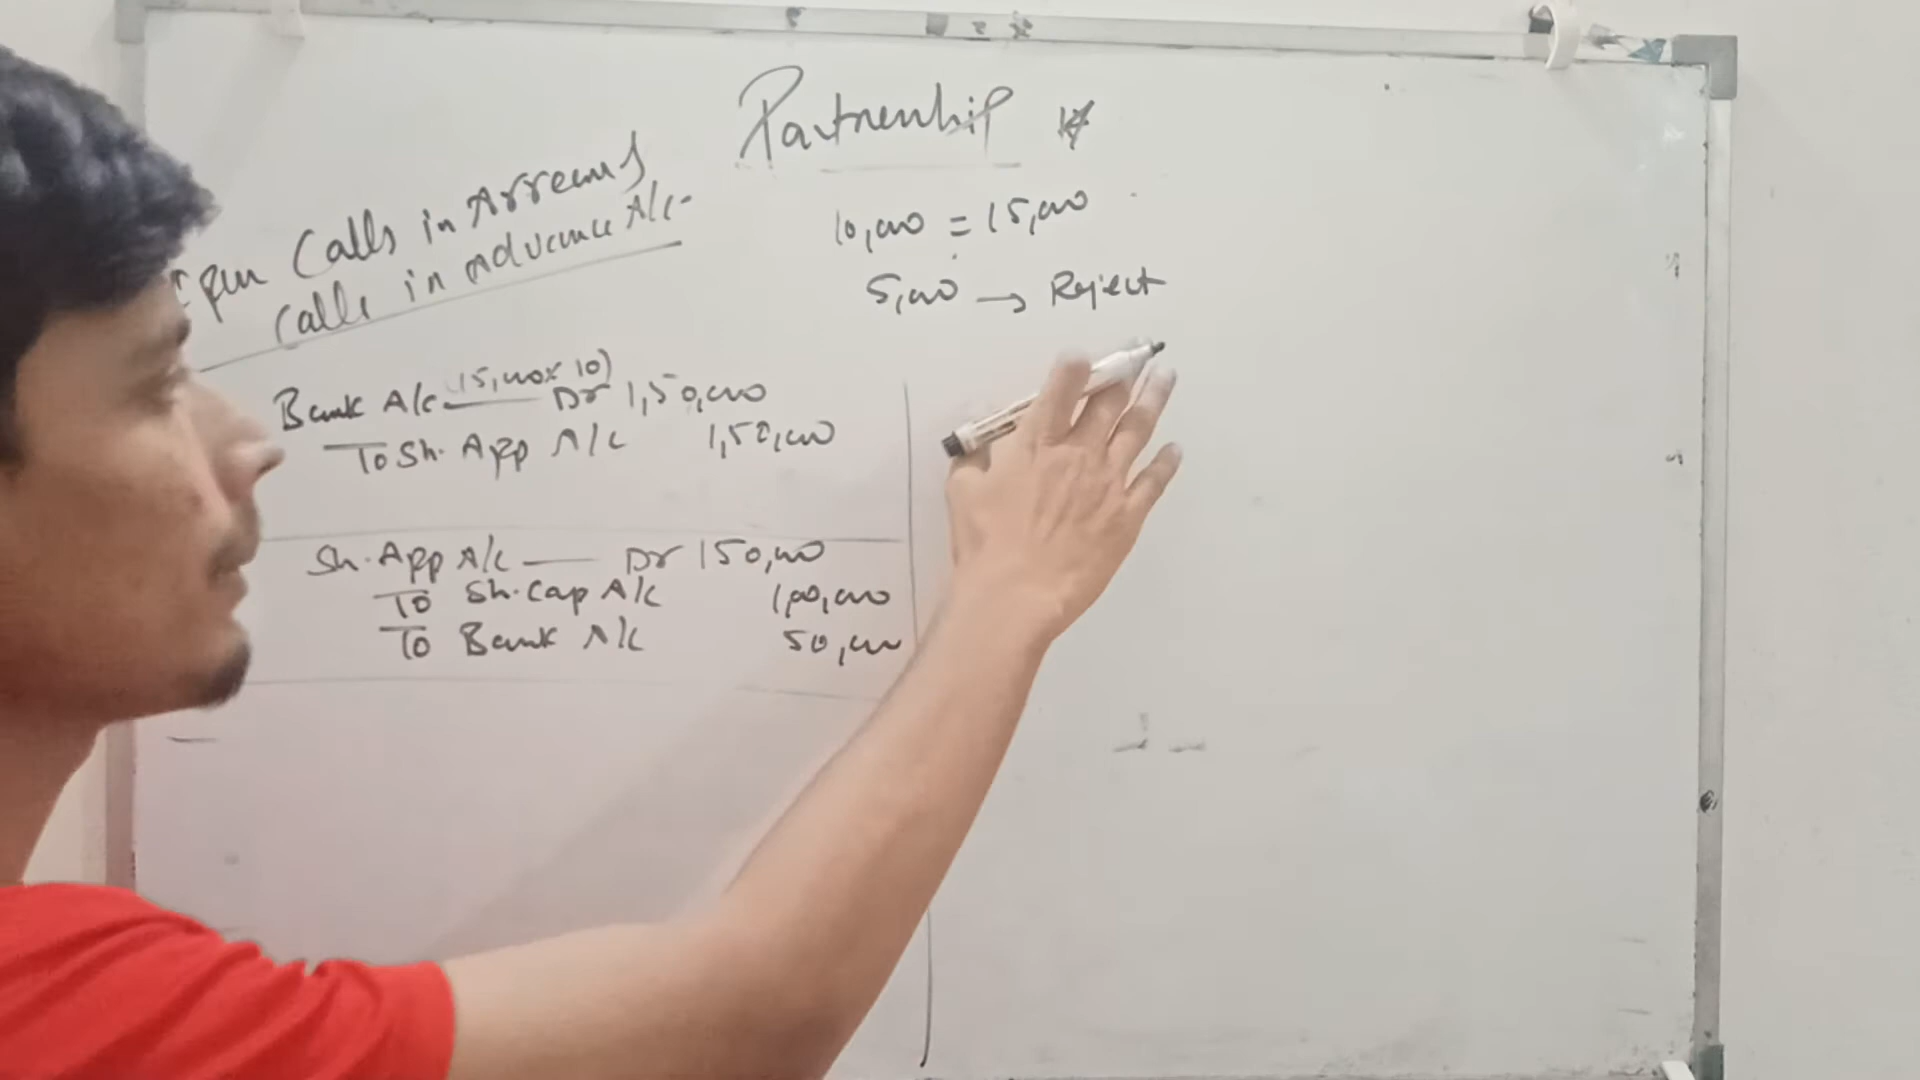 Partnership
Open Calls in Arrears
Calls in Advance A/c
10,000 = 15,000
5,000 → Reject
Bank A/c (15,000x 10) Dr 1,50,000
To Sh. App A/c 1,50,000
Sh. App A/c — Dr 150,000
To Sh. Cap A/c 1,00,000
To Bank A/c 50,000